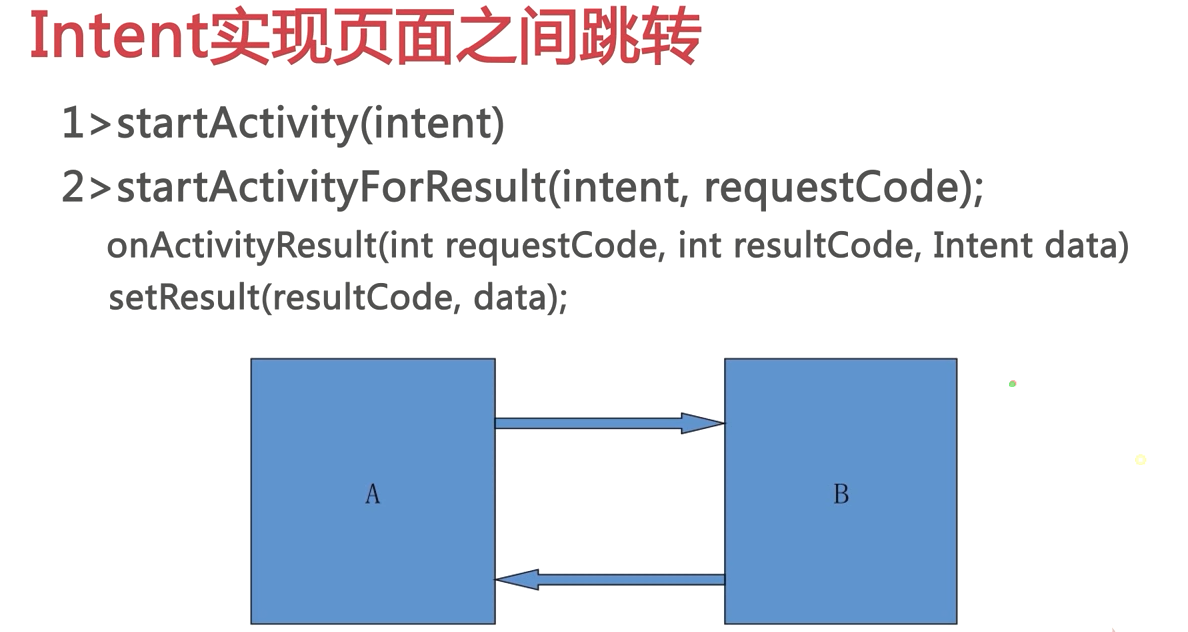 Intent实现页面之间跳转
1>startActivity(intent)
2>startActivityForResult(intent, requestCode);
onActivityResult(int requestCode, int resultCode, Intent data)
setResult(resultCode, data);
A
B